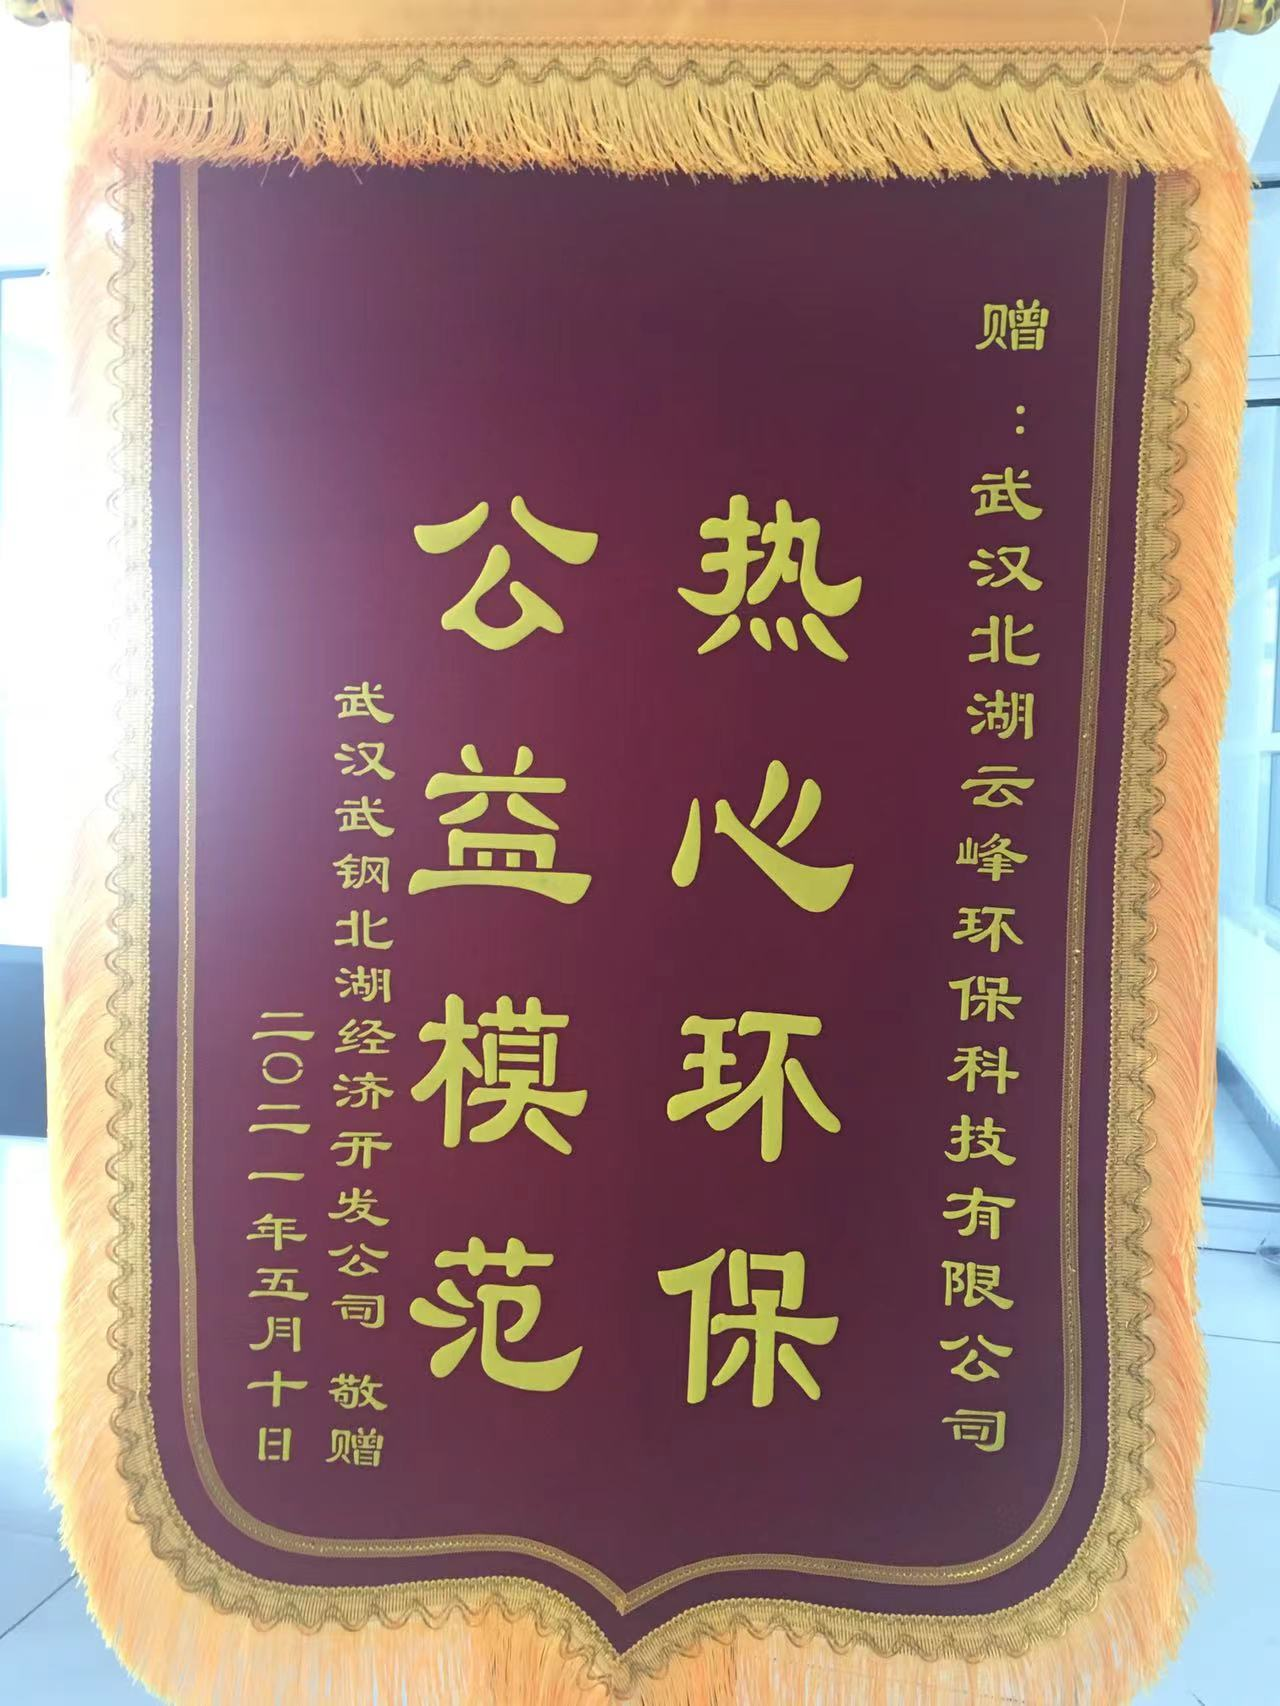 赠：武汉北湖云峰环保科技有限公司
热心环保
公益模范
武汉武钢北湖经济开发公司 敬赠
二〇二一年五月十日